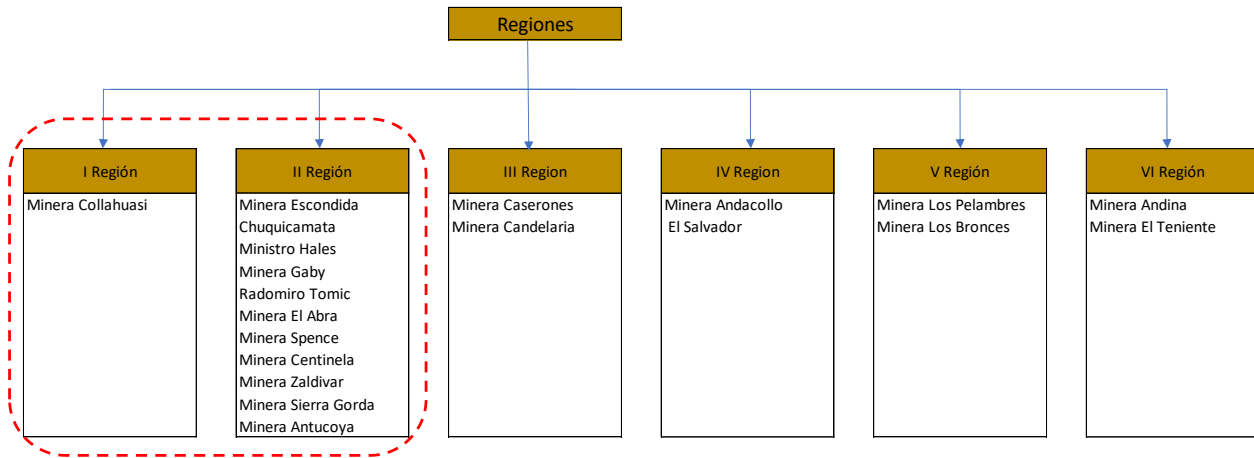 Regiones
I Región
Minera Collahuasi
II Región
Minera Escondida
Chuquicamata
Ministro Hales
Minera Gaby
Radomiro Tomic
Minera El Abra
Minera Spence
Minera Centinela
Minera Zaldivar
Minera Sierra Gorda
Minera Antucoya
III Region
Minera Caserones
Minera Candelaria
IV Region
Minera Andacollo
El Salvador
V Región
Minera Los Pelambres
Minera Los Bronces
VI Región
Minera Andina
Minera El Teniente